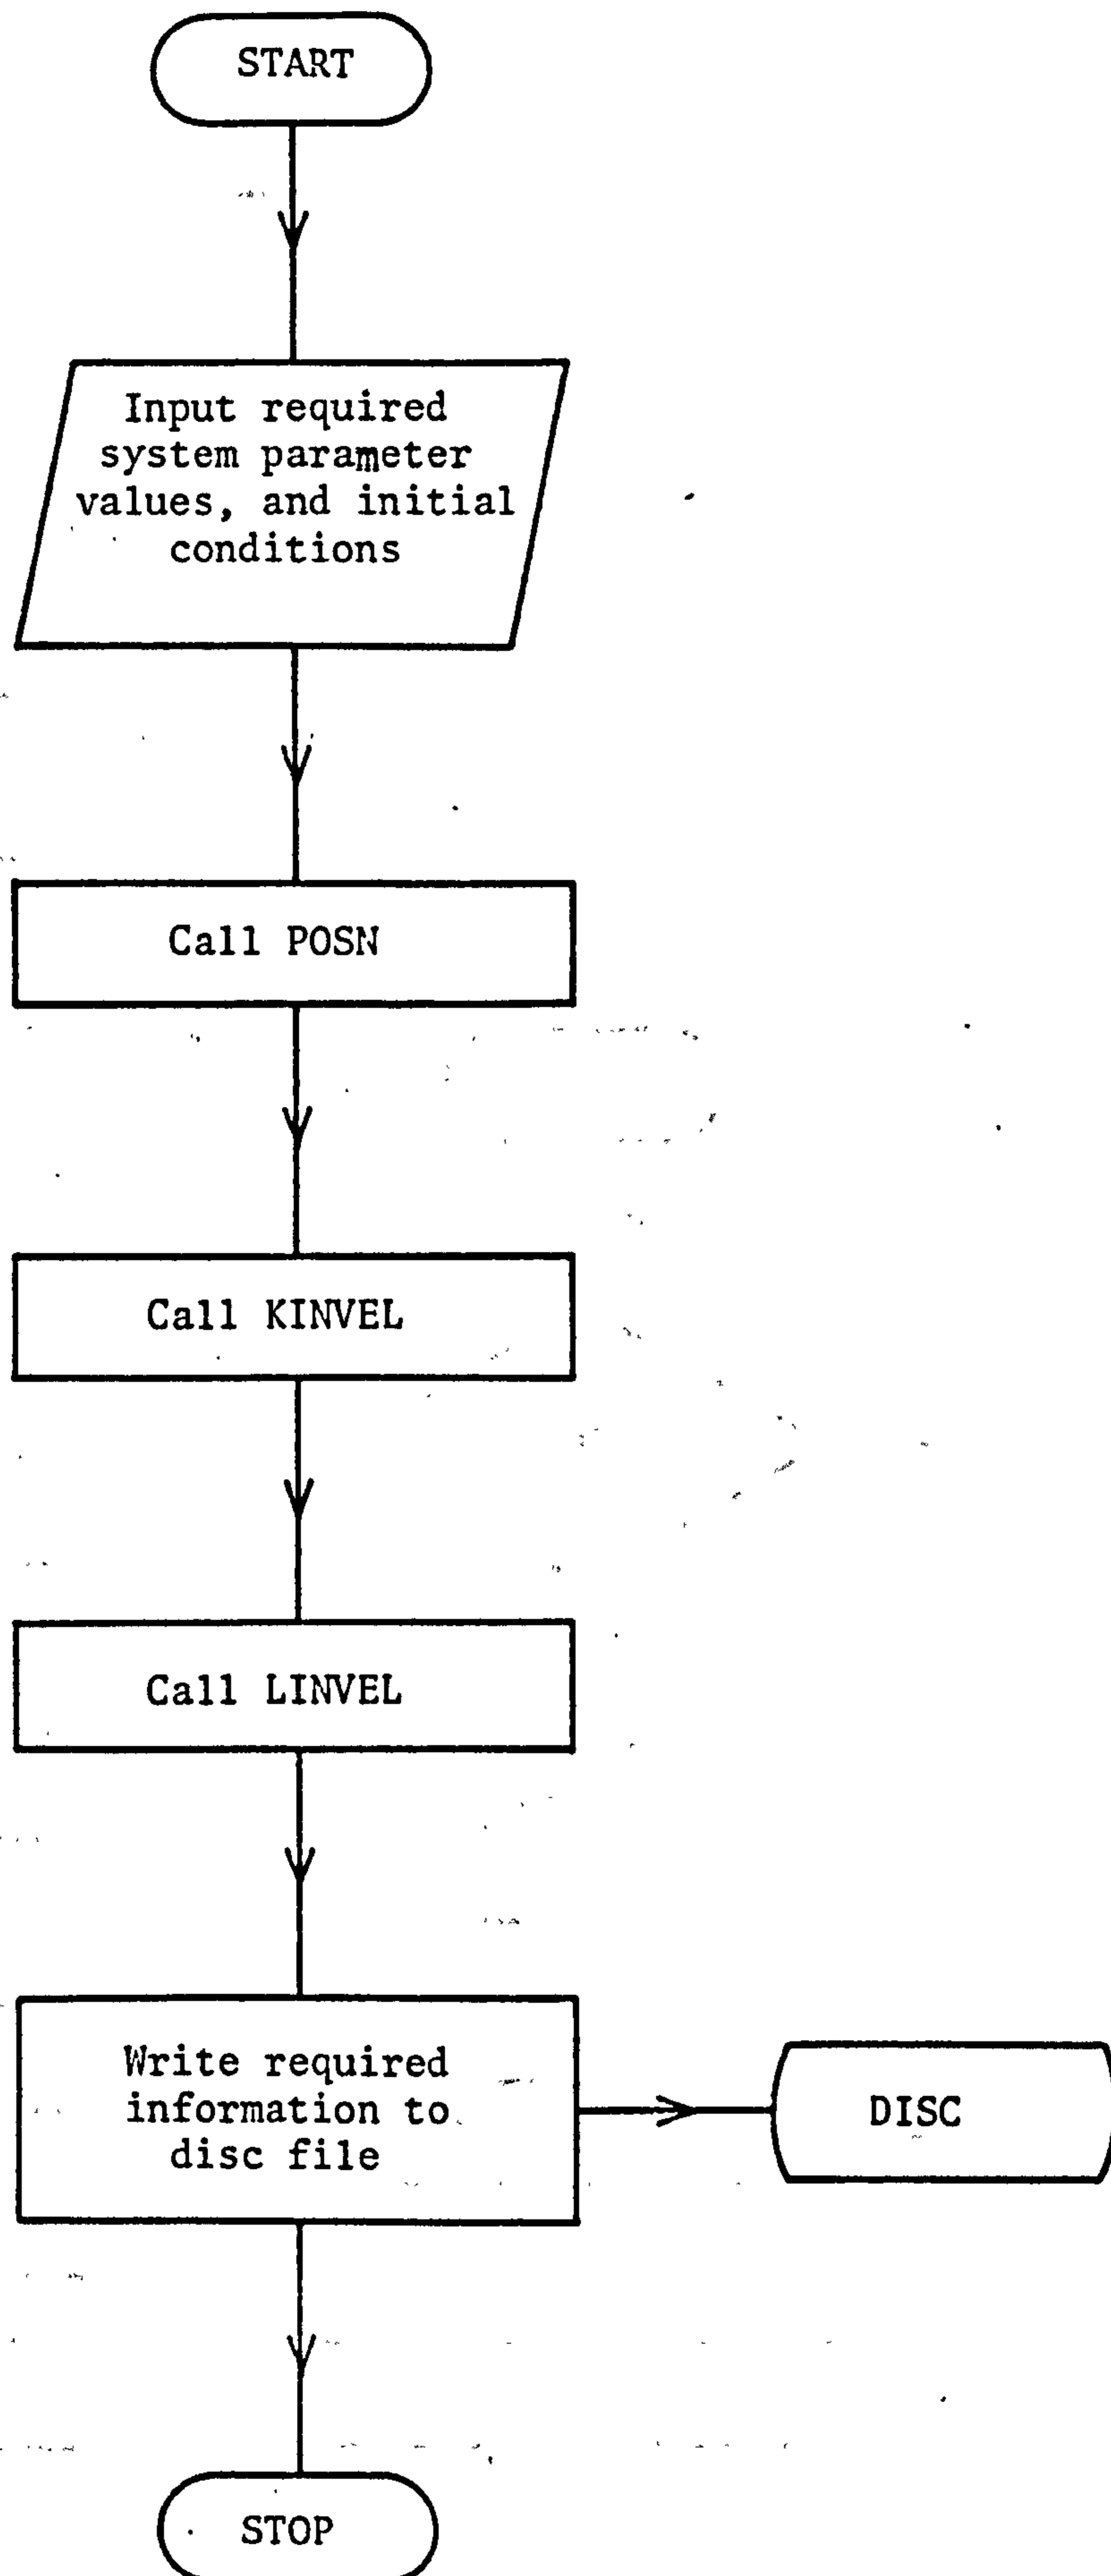 START
Input required
system parameter
values, and initial
conditions
Call POSN
Call KINVEL
Call LINVEL
Write required
information to
disc file
DISC
STOP